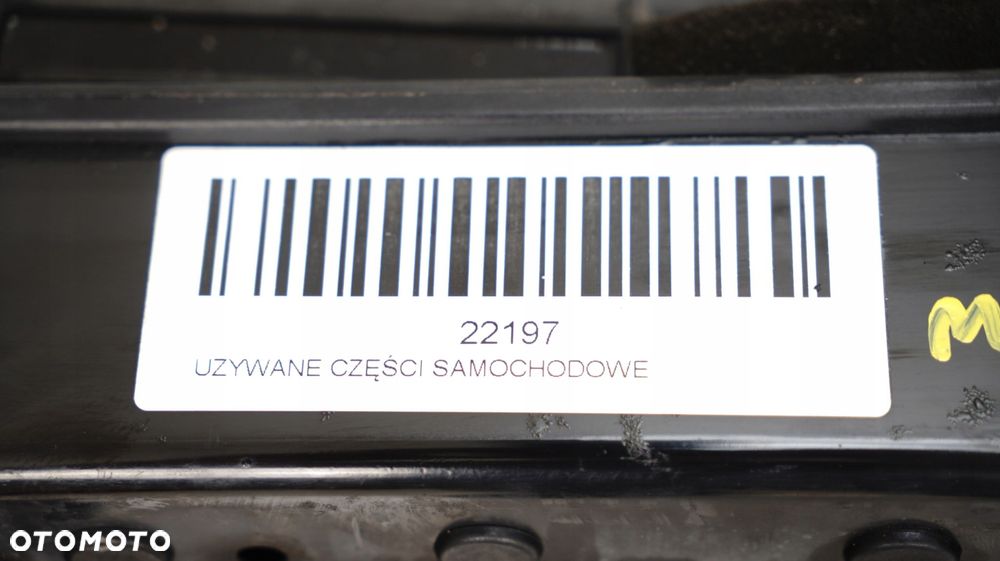 22197
UZYWANE CZĘŚCI SAMOCHODOWE
M
OTOMOTO